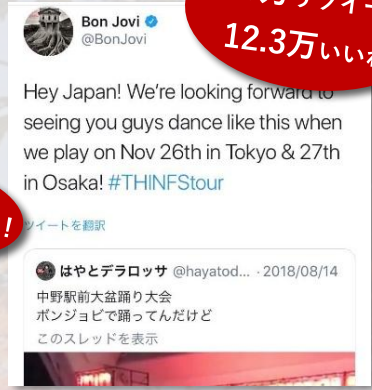 12.3万いいね
Bon Jovi
@BonJovi
Hey Japan! We're looking forward to
seeing you guys dance like this when
we play on Nov 26th in Tokyo & 27th
in Osaka! #THINFStour
!
ツイートを翻訳
はやとデラロッサ @hayatod... · 2018/08/14
中野駅前大盆踊り大会
ボンジョビで踊ってんだけど
このスレッドを表示